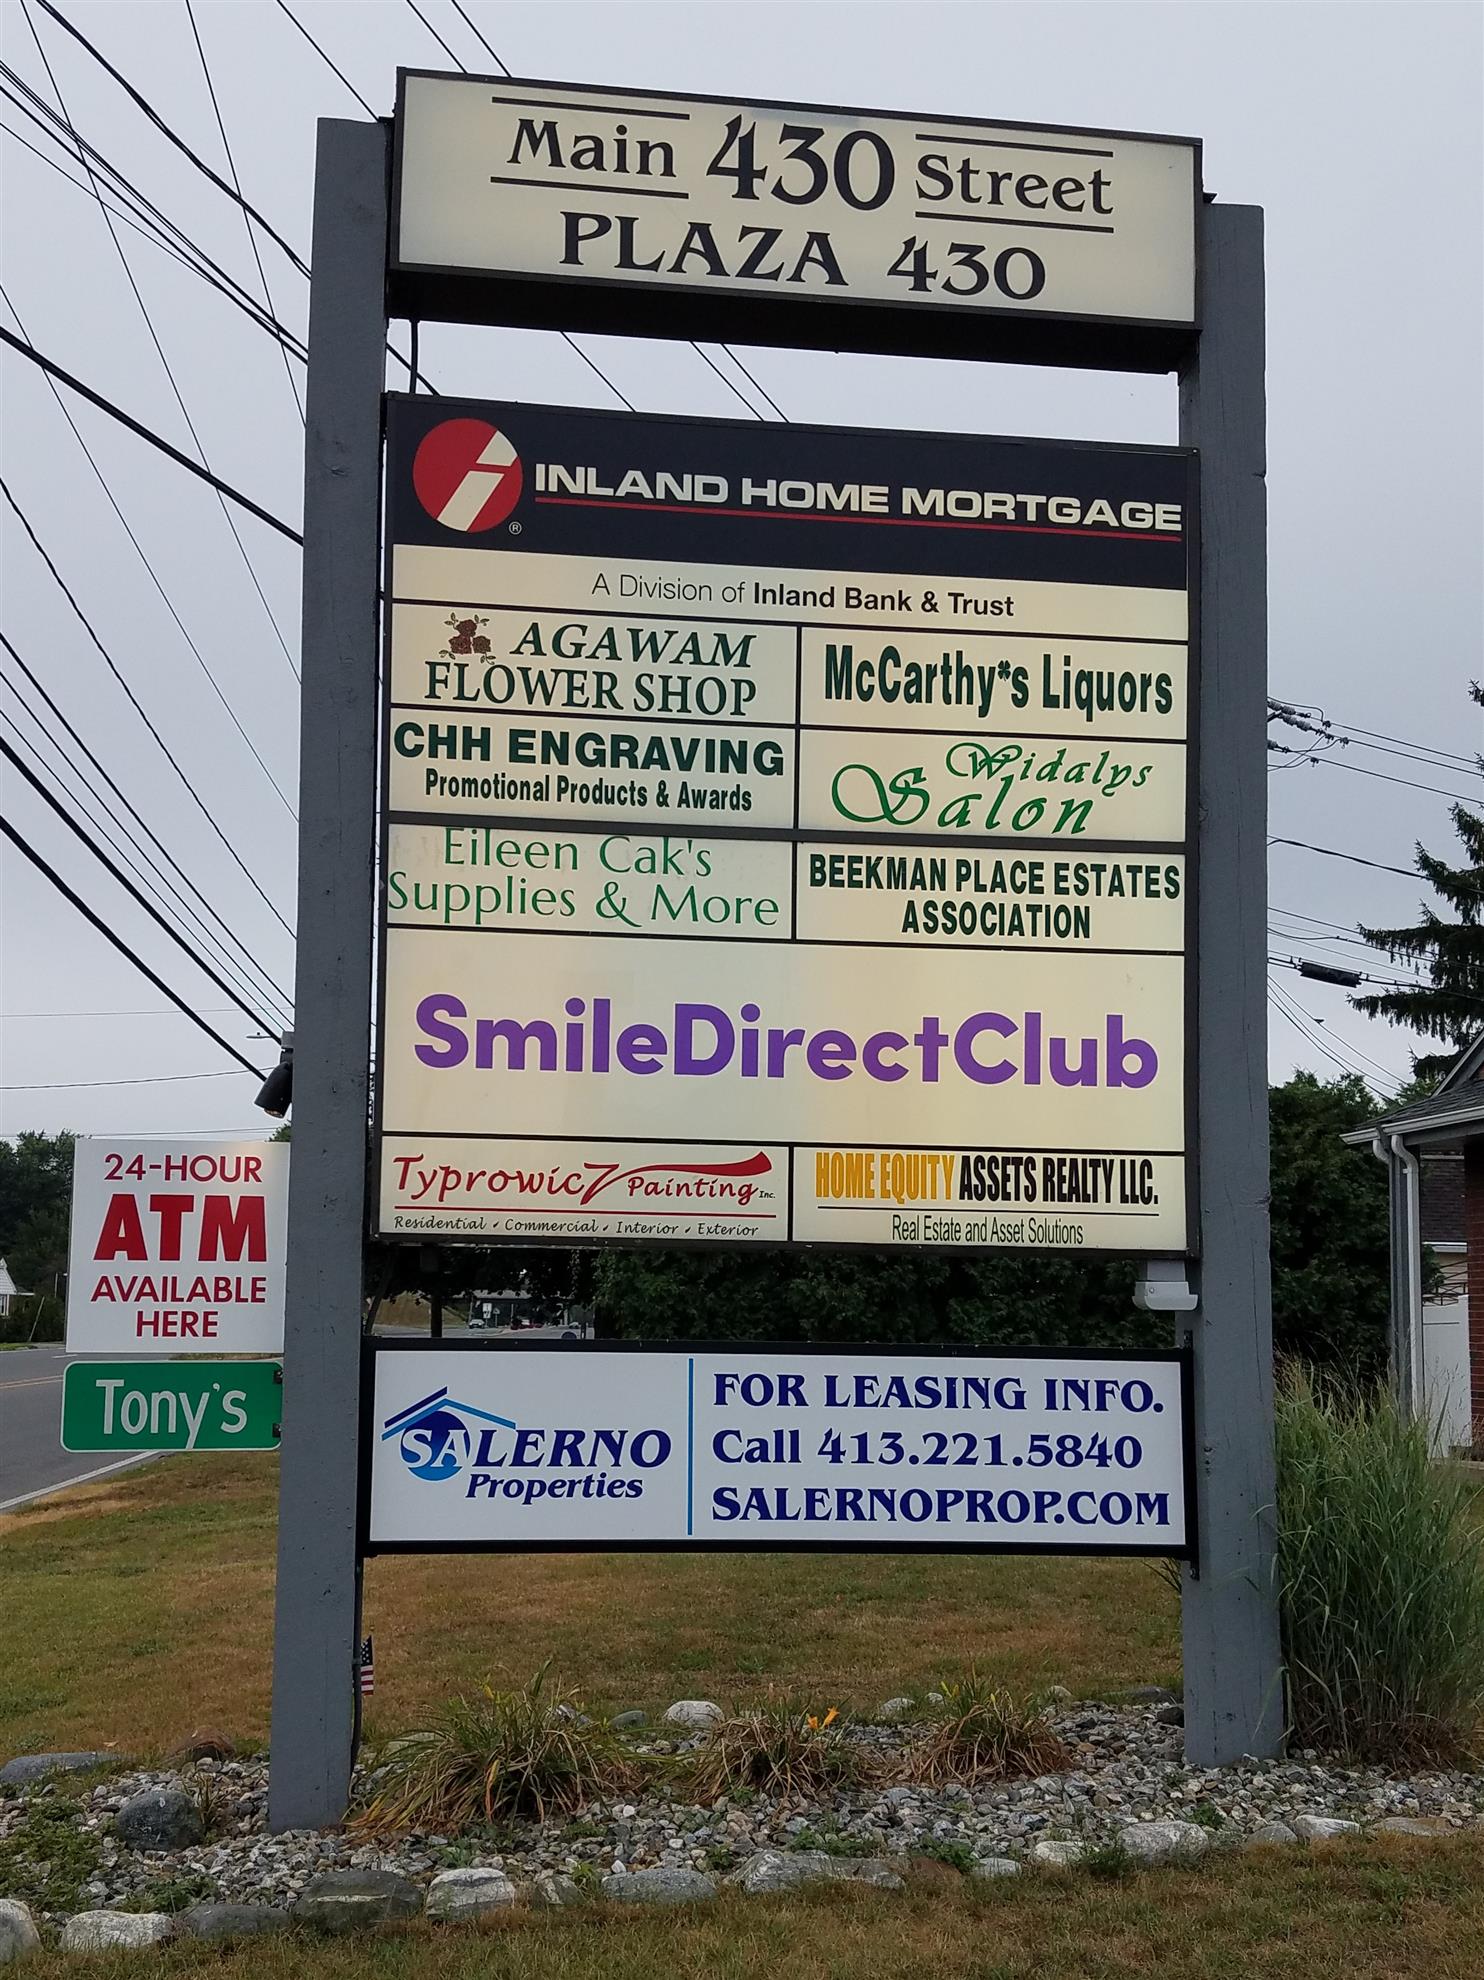 Main 430 Street
PLAZA 430
INLAND HOME MORTGAGE
®
A Division of Inland Bank & Trust
AGAWAM
FLOWER SHOP
McCarthy's Liquors
CHH ENGRAVING
Promotional Products & Awards
Widalys
Salon
Eileen Cak's
Supplies & More
BEEKMAN PLACE ESTATES
ASSOCIATION
SmileDirectClub
Typrowicz Painting Inc.
Residential • Commercial • Interior • Exterior
HOME EQUITY ASSETS REALTY LLC.
Real Estate and Asset Solutions
24-HOUR
ATM
AVAILABLE
HERE
Tony's
SALERNO
Properties
FOR LEASING INFO.
Call 413.221.5840
SALERNOPROP.COM